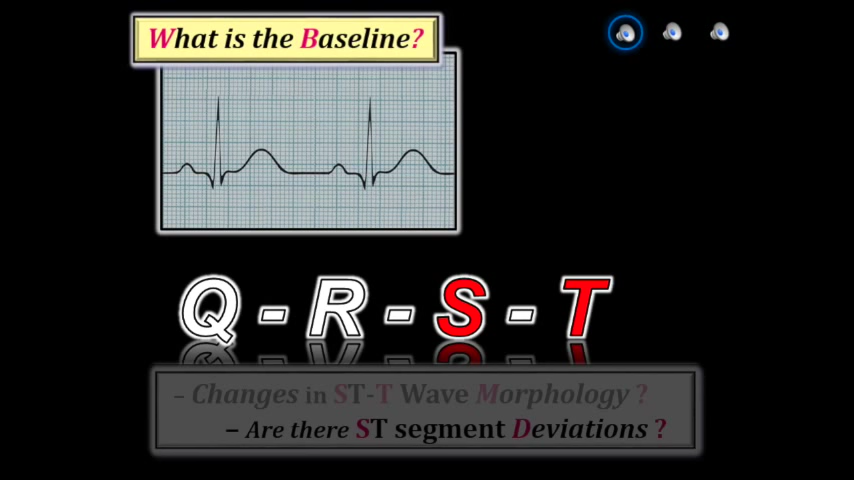 What is the Baseline?
Q - R - S - T
– Changes in ST-T Wave Morphology ?
– Are there ST segment Deviations ?